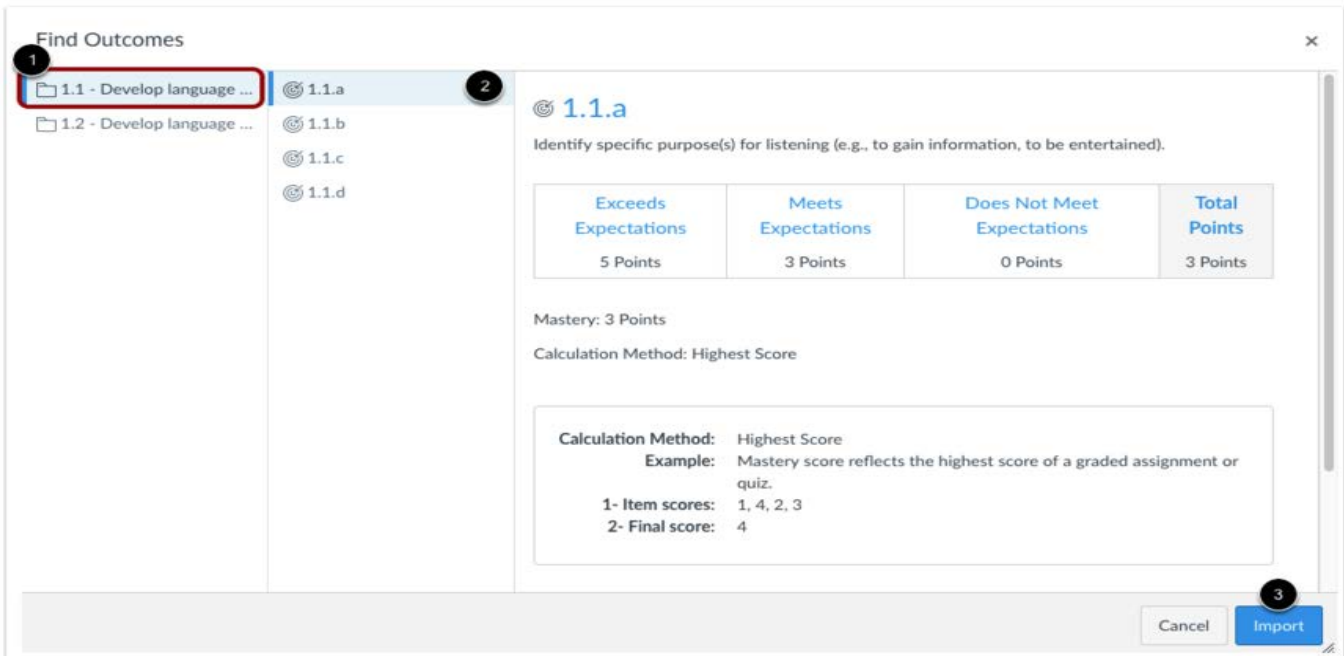 Find Outcomes
×
1
1.1 - Develop language ...
1.2 - Develop language ...
1.1.a
2
1.1.b
1.1.c
1.1.d
1.1.a
Identify specific purpose(s) for listening (e.g., to gain information, to be entertained).
Exceeds Expectations
5 Points
Meets Expectations
3 Points
Does Not Meet Expectations
0 Points
Total Points
3 Points
Mastery: 3 Points
Calculation Method: Highest Score
Calculation Method: Highest Score
Example: Mastery score reflects the highest score of a graded assignment or
quiz.
1- Item scores: 1, 4, 2, 3
2- Final score: 4
3
Cancel
Import